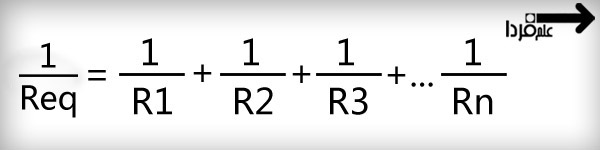 علم فردا
1/Req = 1/R1 + 1/R2 + 1/R3 +... 1/Rn